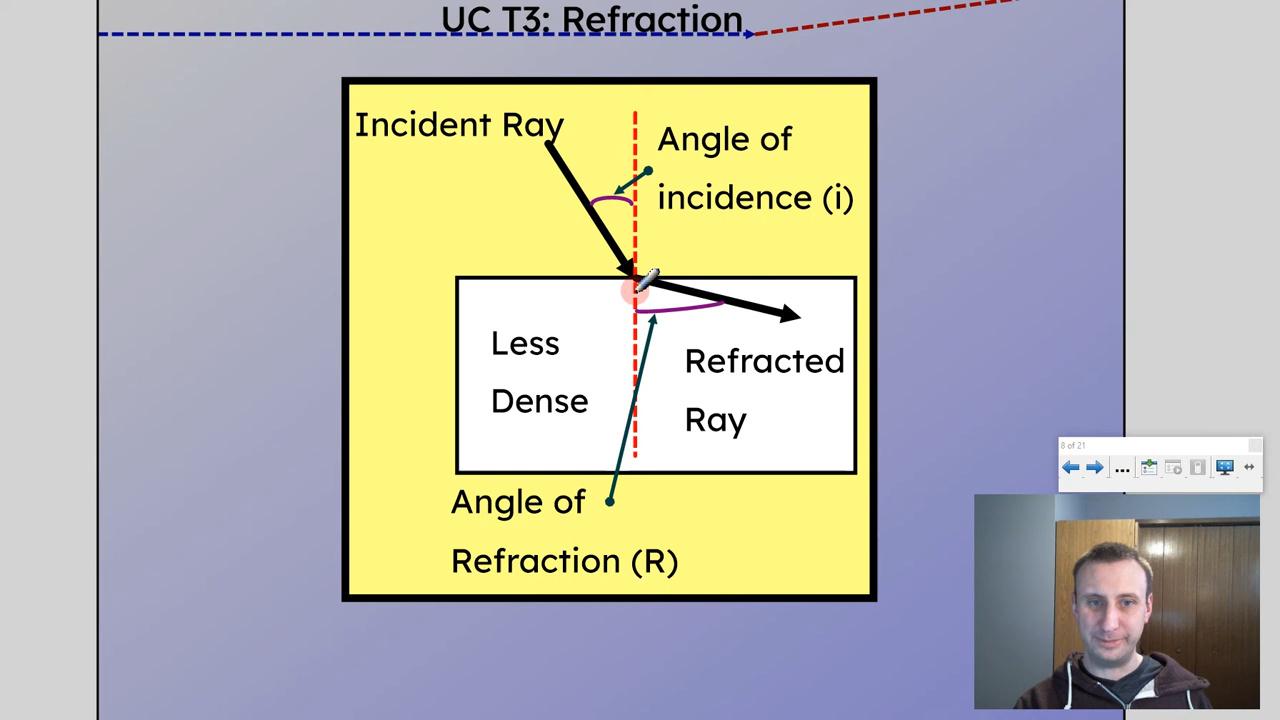 UC T3: Refraction
Incident Ray
Angle of
incidence (i)
Less
Dense
Refracted
Ray
Angle of
Refraction (R)
8 of 21
...